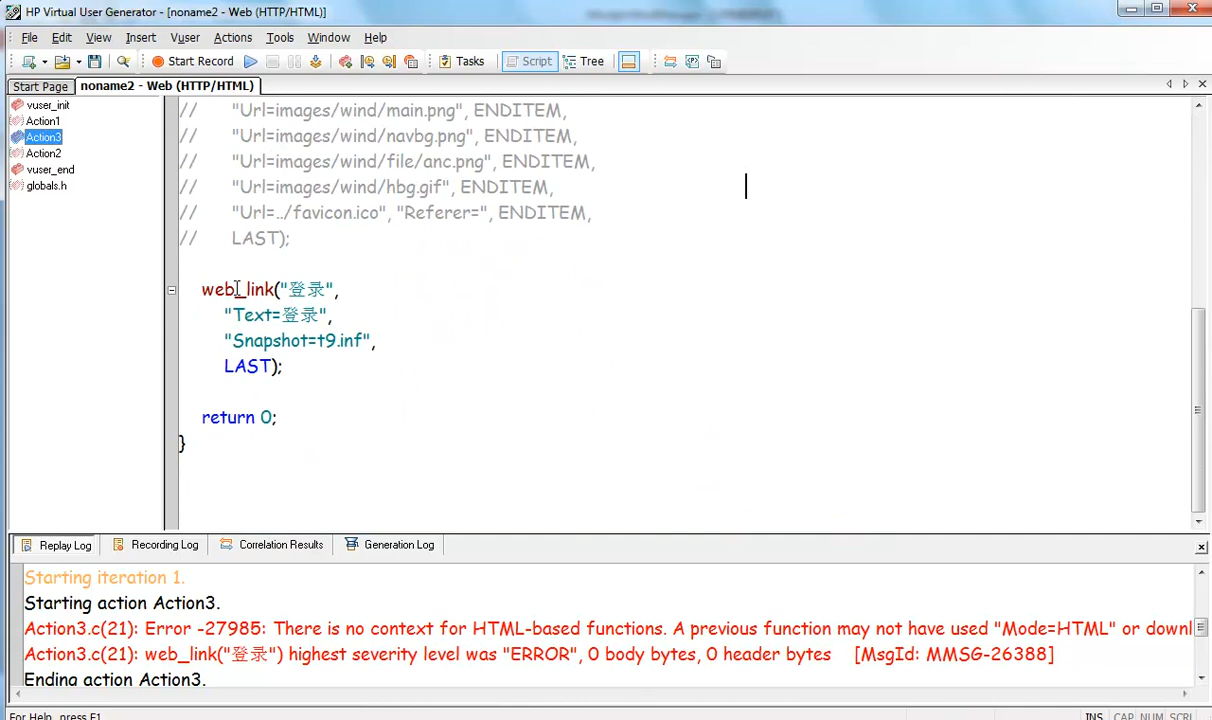 HP Virtual User Generator - [noname2 - Web (HTTP/HTML)]
File Edit View Insert Vuser Actions Tools Window Help
Start Record Tasks Script Tree
Start Page noname2 - Web (HTTP/HTML)
vuser_init
Action1
Action3
Action2
vuser_end
globals.h
// "Url=images/wind/main.png", ENDITEM,
// "Url=images/wind/navbg.png", ENDITEM,
// "Url=images/wind/file/anc.png", ENDITEM,
// "Url=images/wind/hbg.gif", ENDITEM,
// "Url=../favicon.ico", "Referer=", ENDITEM,
// LAST);
web_link("登录",
"Text=登录",
"Snapshot=t9.inf",
LAST);
return 0;
}
Replay Log Recording Log Correlation Results Generation Log
Starting iteration 1.
Starting action Action3.
Action3.c(21): Error -27985: There is no context for HTML-based functions. A previous function may not have used "Mode=HTML" or downl
Action3.c(21): web_link("登录") highest severity level was "ERROR", 0 body bytes, 0 header bytes [MsgId: MMSG-26388]
Ending action Action3.
For Help, press F1. INS CAP NUM SCRL